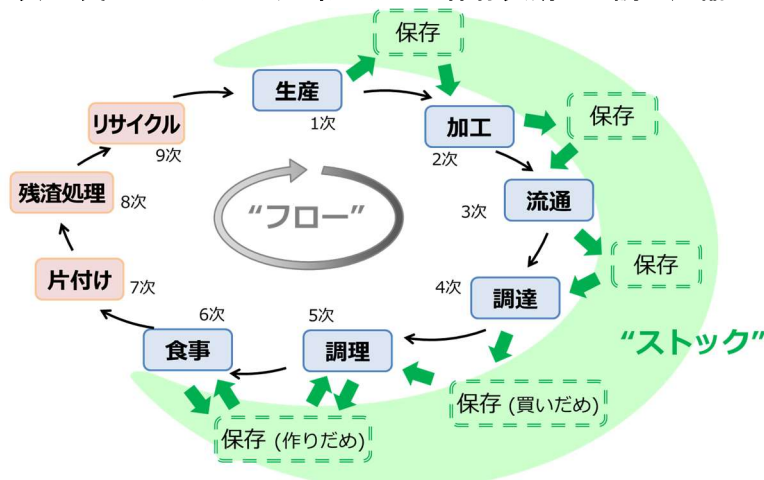 保存
生産
1次
リサイクル
9次
加工
2次
保存
残渣処理
8次
“フロー”
3次
流通
片付け
7次
4次
調達
保存
6次
5次
食事
調理
“ストック”
保存 (買いだめ)
保存 (作りだめ)